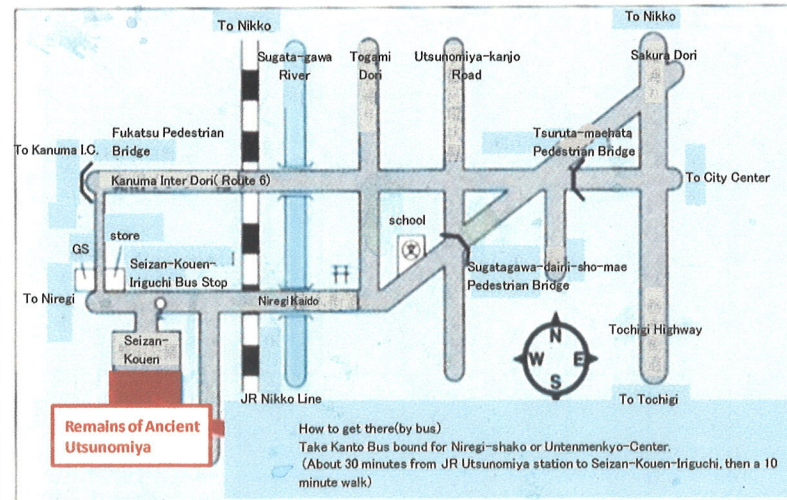 To Nikko
To Nikko
Sugata-gawa
River
Togami
Dori
Utsunomiya-kanjo
Road
Sakura Dori
Fukatsu Pedestrian
Bridge
To Kanuma I.C.
Tsuruta-maehata
Pedestrian Bridge
Kanuma Inter Dori( Route 6)
To City Center
school
文
store
GS
Seizan-Kouen-
Iriguchi Bus Stop
Sugatagawa-daini-sho-mae
Pedestrian Bridge
To Niregi
Niregi Kaido
Tochigi Highway
Seizan-
Kouen
N
W E
S
JR Nikko Line
To Tochigi
Remains of Ancient
Utsunomiya
How to get there(by bus)
Take Kanto Bus bound for Niregi-shako or Untenmenkyo-Center.
(About 30 minutes from JR Utsunomiya station to Seizan-Kouen-Iriguchi, then a 10
minute walk)